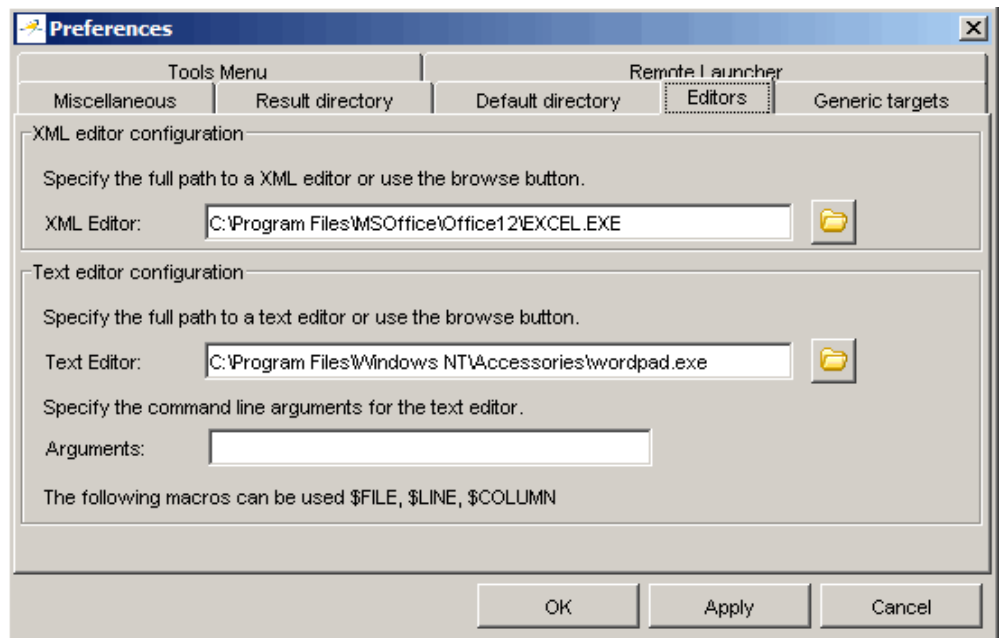 Preferences
Tools Menu Remote Launcher
Miscellaneous Result directory Default directory Editors Generic targets
XML editor configuration
Specify the full path to a XML editor or use the browse button.
XML Editor: C:\Program Files\MSOffice\Office12\EXCEL.EXE
Text editor configuration
Specify the full path to a text editor or use the browse button.
Text Editor: C:\Program Files\Windows NT\Accessories\wordpad.exe
Specify the command line arguments for the text editor.
Arguments:
The following macros can be used $FILE, $LINE, $COLUMN
OK Apply Cancel